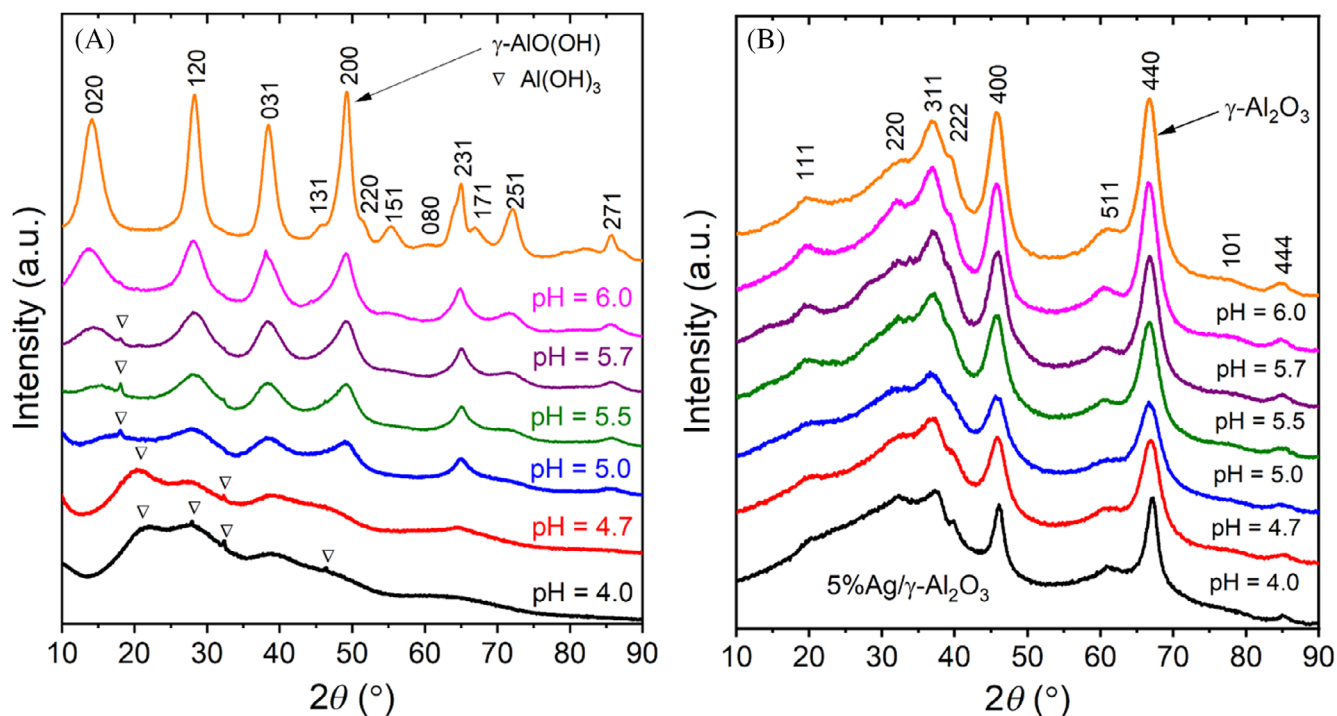 (A)
γ-AlO(OH)
▽ Al(OH)₃
020
120
031
131
200
220
151
080
231
171
251
271
pH = 6.0
pH = 5.7
pH = 5.5
pH = 5.0
pH = 4.7
pH = 4.0
Intensity (a.u.)
10 20 30 40 50 60 70 80 90
2θ (°)
(B)
111
220
311
222
400
511
440
γ-Al₂O₃
101
444
pH = 6.0
pH = 5.7
pH = 5.5
pH = 5.0
pH = 4.7
pH = 4.0
5%Ag/γ-Al₂O₃
Intensity (a.u.)
10 20 30 40 50 60 70 80 90
2θ (°)